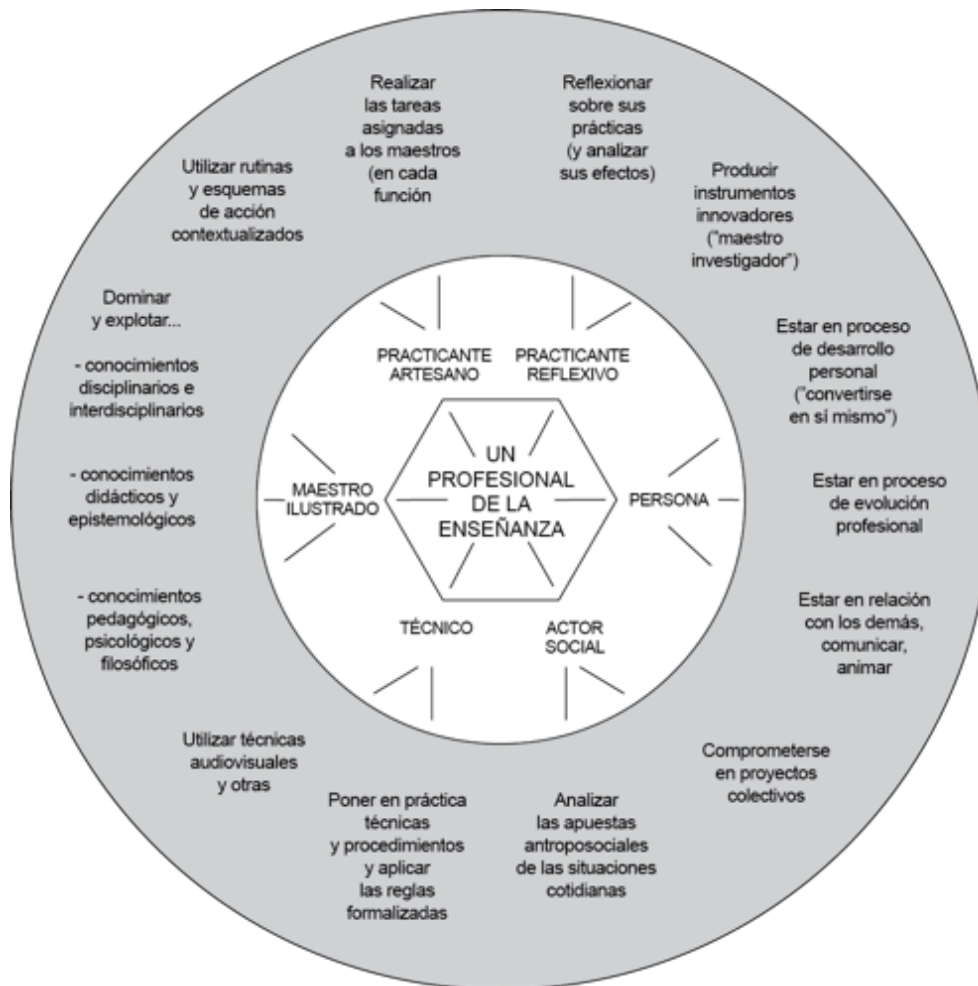 Realizar
las tareas
asignadas
a los maestros
(en cada
función
Reflexionar
sobre sus
prácticas
(y analizar
sus efectos)
Utilizar rutinas
y esquemas
de acción
contextualizados
Producir
instrumentos
innovadores
("maestro
investigador")
Dominar
y explotar...
- conocimientos
disciplinarios e
interdisciplinarios
- conocimientos
didácticos y
epistemológicos
- conocimientos
pedagógicos,
psicológicos y
filosóficos
Estar en proceso
de desarrollo
personal
("convertirse
en sí mismo")
Estar en proceso
de evolución
profesional
Estar en relación
con los demás,
comunicar,
animar
PRACTICANTE
ARTESANO
PRACTICANTE
REFLEXIVO
MAESTRO
ILUSTRADO
UN
PROFESIONAL
DE LA
ENSEÑANZA
PERSONA
TÉCNICO
ACTOR
SOCIAL
Utilizar técnicas
audiovisuales
y otras
Poner en práctica
técnicas
y procedimientos
y aplicar
las reglas
formalizadas
Analizar
las apuestas
antroposociales
de las situaciones
cotidianas
Comprometerse
en proyectos
colectivos